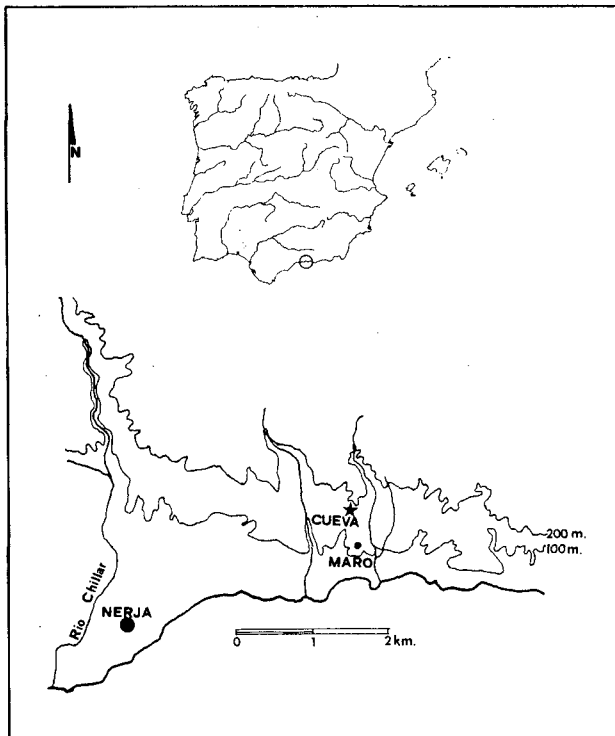 N
200 m.
100 m.
CUEVA
MARO
Rio Chillar
NERJA
0 1 2 km.